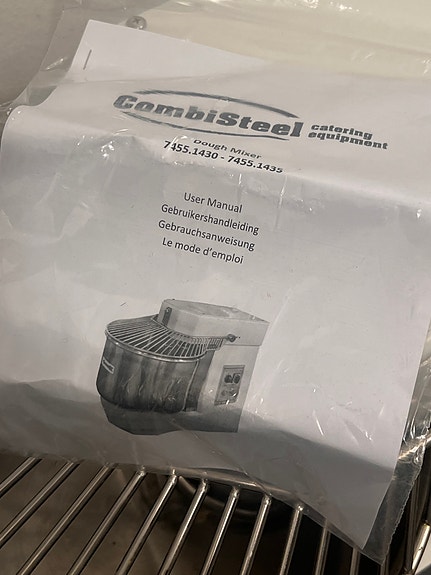 CombiSteel
catering
equipment
Dough Mixer
7455.1430 - 7455.1435
User Manual
Gebruikershandleiding
Gebrauchsanweisung
Le mode d'emploi